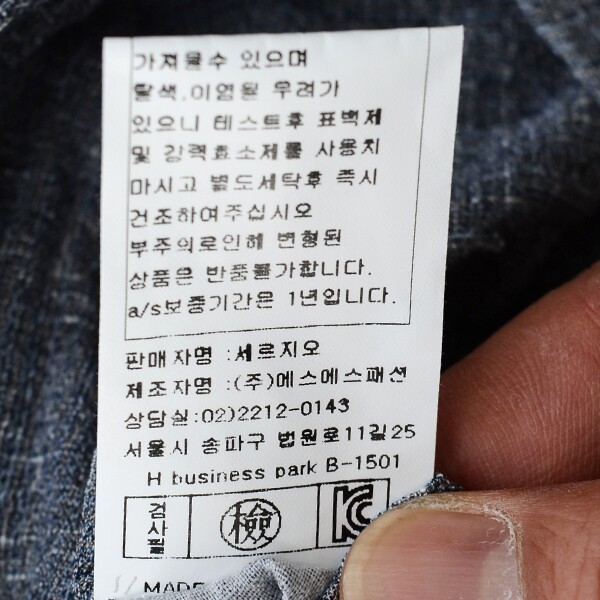 가져올수 있으며
탈색,이염될 우려가
있으니 테스트후 표백제
및 강력효소제를 사용치
마시고 별도세탁후 즉시
건조하여주십시오
부주의로인헤 변형된
상품은 반품불가합니다.
a/s보증기간은 1년입니다.
판매자명 :세르지오
제조자명 :(주)에스에스패션
상담실:02)2212-0143
서울시 송파구 법원로11길25
H business park B-1501
검사필 檢 KC
MADE